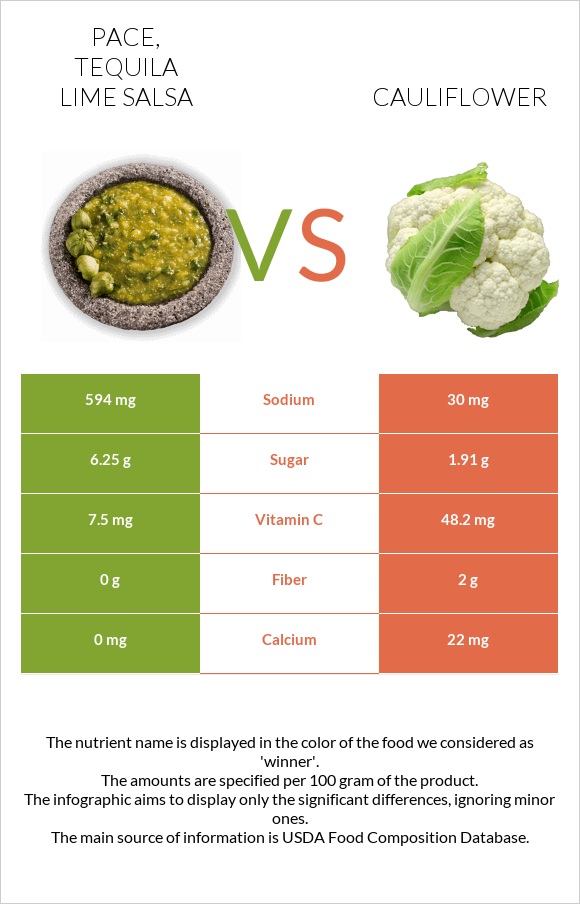 PACE,
TEQUILA
LIME SALSA
CAULIFLOWER
VS
594 mg Sodium 30 mg
6.25 g Sugar 1.91 g
7.5 mg Vitamin C 48.2 mg
0 g Fiber 2 g
0 mg Calcium 22 mg
The nutrient name is displayed in the color of the food we considered as
'winner'.
The amounts are specified per 100 gram of the product.
The infographic aims to display only the significant differences, ignoring minor
ones.
The main source of information is USDA Food Composition Database.